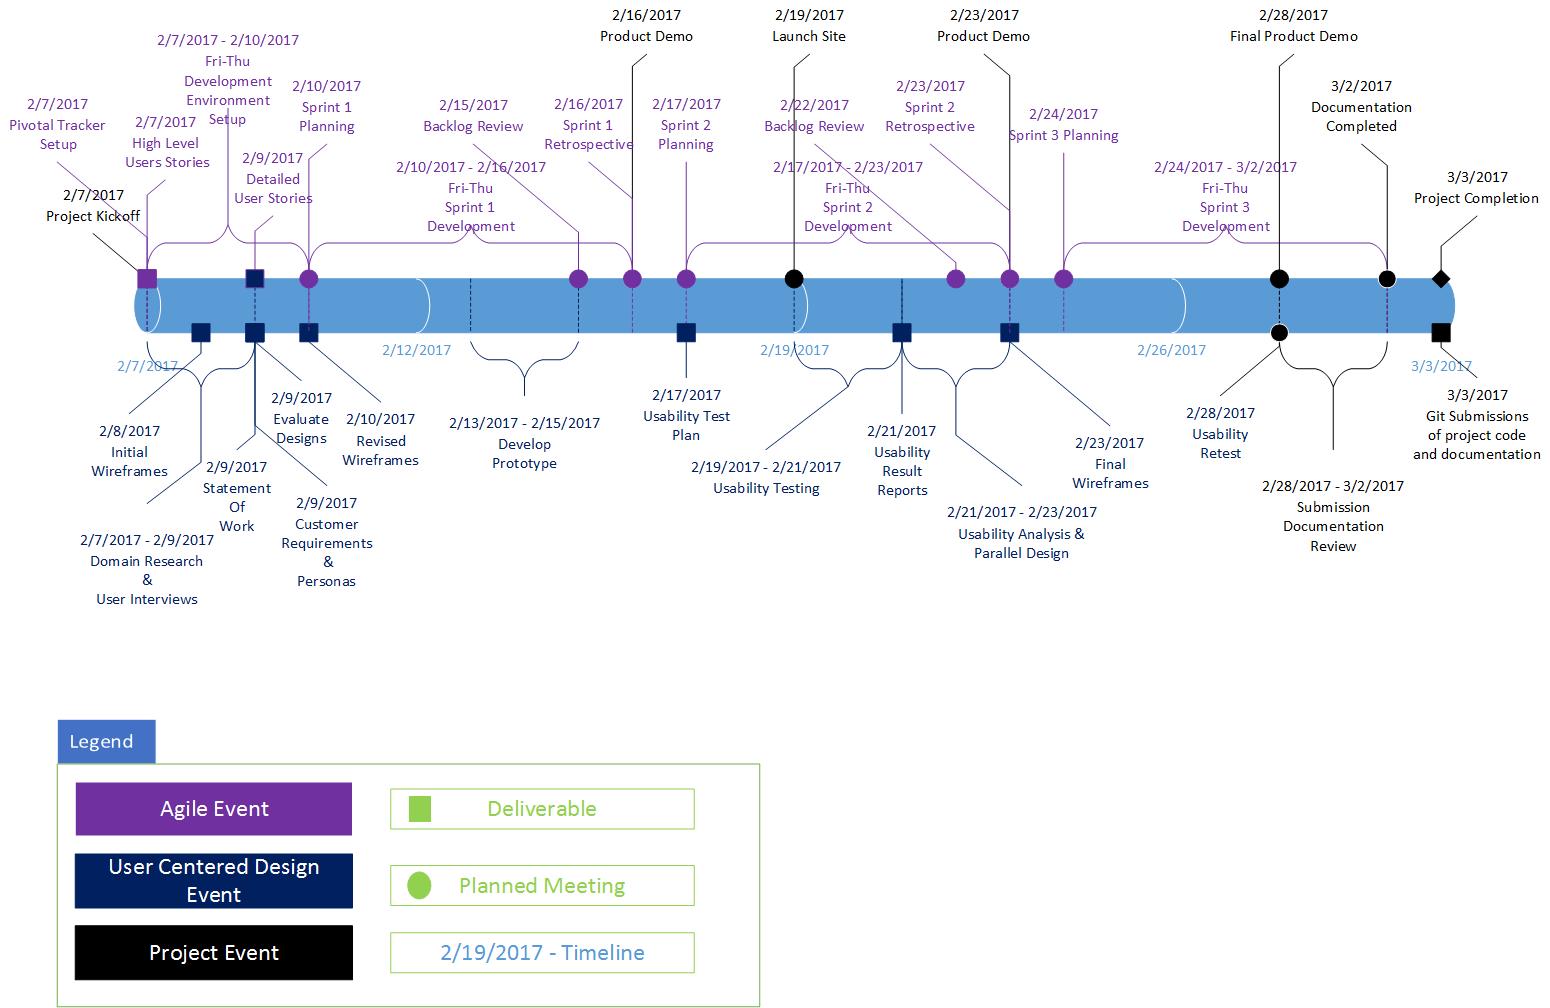 2/16/2017
Product Demo
2/19/2017
Launch Site
2/23/2017
Product Demo
2/28/2017
Final Product Demo
2/7/2017 - 2/10/2017
Fri-Thu
Development
Environment
Setup
2/7/2017
Pivotal Tracker
Setup
2/7/2017
High Level
Users Stories
2/10/2017
Sprint 1
Planning
2/9/2017
Detailed
User Stories
2/15/2017
Backlog Review
2/16/2017
Sprint 1
Retrospective
2/17/2017
Sprint 2
Planning
2/22/2017
Backlog Review
2/23/2017
Sprint 2
Retrospective
2/24/2017
Sprint 3 Planning
3/2/2017
Documentation
Completed
2/7/2017
Project Kickoff
2/10/2017 - 2/16/2017
Fri-Thu
Sprint 1
Development
2/17/2017 - 2/23/2017
Fri-Thu
Sprint 2
Development
2/24/2017 - 3/2/2017
Fri-Thu
Sprint 3
Development
3/3/2017
Project Completion
2/7/2017
2/12/2017
2/19/2017
2/26/2017
3/3/2017
2/8/2017
Initial
Wireframes
2/9/2017
Evaluate
Designs
2/10/2017
Revised
Wireframes
2/9/2017
Statement
Of
Work
2/9/2017
Customer
Requirements
&
Personas
2/7/2017 - 2/9/2017
Domain Research
&
User Interviews
2/13/2017 - 2/15/2017
Develop
Prototype
2/17/2017
Usability Test
Plan
2/19/2017 - 2/21/2017
Usability Testing
2/21/2017
Usability
Result
Reports
2/21/2017 - 2/23/2017
Usability Analysis &
Parallel Design
2/23/2017
Final
Wireframes
2/28/2017
Usability
Retest
2/28/2017 - 3/2/2017
Submission
Documentation
Review
3/3/2017
Git Submissions
of project code
and documentation
Legend
Agile Event
Deliverable
User Centered Design
Event
Planned Meeting
Project Event
2/19/2017 - Timeline